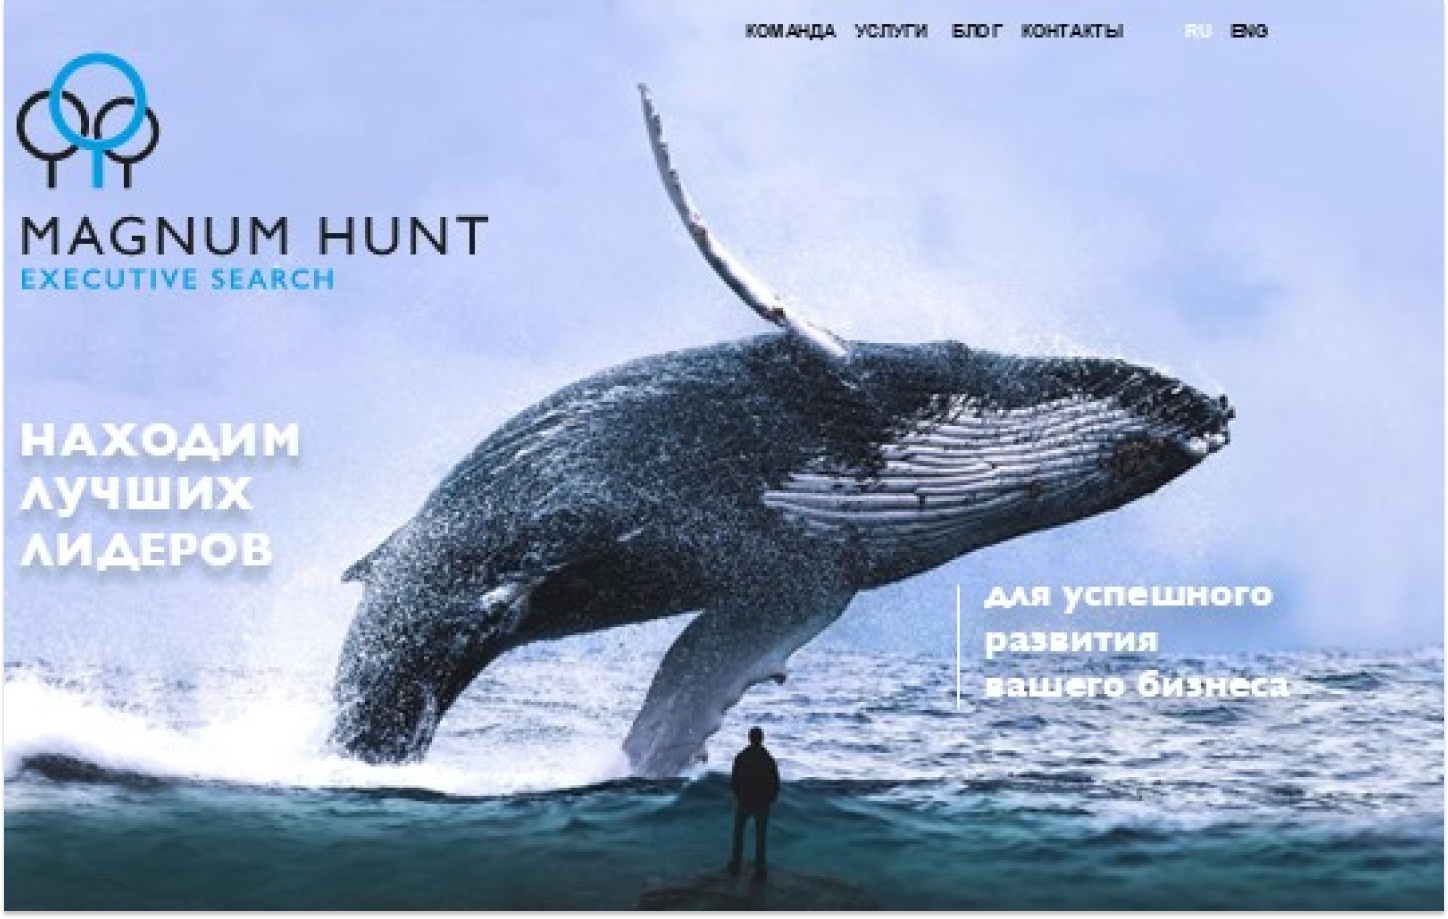 КОМАНДА УСЛУГИ БЛОГ КОНТАКТЫ RU ENG
MAGNUM HUNT
EXECUTIVE SEARCH
НАХОДИМ
ЛУЧШИХ
ЛИДЕРОВ
для успешного
развития
вашего бизнеса